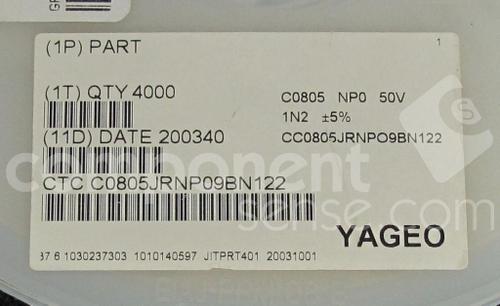 (1P) PART
1
(1T) QTY 4000
C0805 NP0 50V
1N2 ±5%
(11D) DATE 200340
CC0805JRNPO9BN122
CTC C0805JRNP09BN122
YAGEO
37 6 1030237303 1010140597 JITPRT401 20031001
component
sense.com